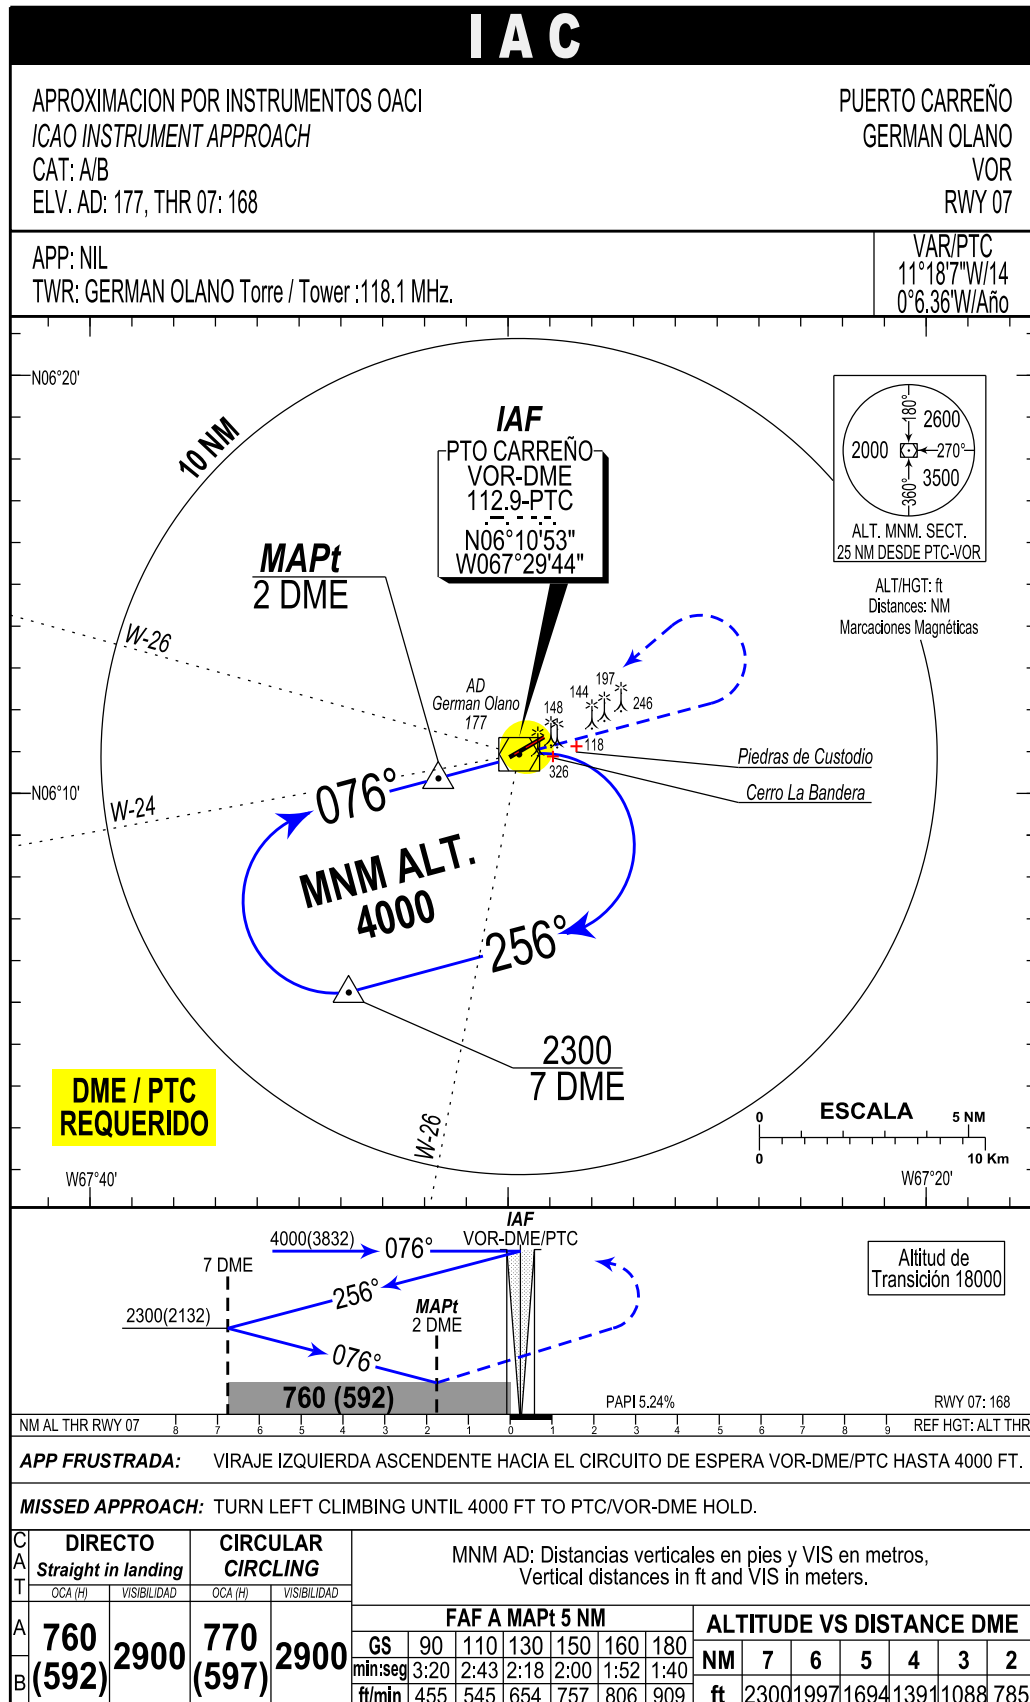 IAC
APROXIMACION POR INSTRUMENTOS OACI
ICAO INSTRUMENT APPROACH
CAT: A/B
ELV. AD: 177, THR 07: 168
PUERTO CARREÑO
GERMAN OLANO
VOR
RWY 07
APP: NIL
TWR: GERMAN OLANO Torre / Tower :118.1 MHz.
VAR/PTC
11°18'7"W/14
0°6.36'W/Año
N06°20'
10 NM
IAF
PTO CARREÑO
VOR-DME
112.9-PTC
N06°10'53"
W067°29'44"
MAPt
2 DME
180°
2600
2000
270°
3500
360°
ALT. MNM. SECT.
25 NM DESDE PTC-VOR
ALT/HGT: ft
Distances: NM
Marcaciones Magnéticas
W-26
AD
German Olano
177
148
144
197
246
118
326
Piedras de Custodio
Cerro La Bandera
N06°10'
W-24
076°
MNM ALT.
4000
256°
2300
7 DME
DME / PTC
REQUERIDO
W-26
ESCALA
0 5 NM
0 10 Km
W67°40'
W67°20'
IAF
VOR-DME/PTC
4000(3832)
076°
7 DME
256°
2300(2132)
MAPt
2 DME
076°
760 (592)
Altitud de
Transición 18000
PAPI 5.24%
RWY 07: 168
NM AL THR RWY 07 8 7 6 5 4 3 2 1 0 1 2 3 4 5 6 7 8 9 REF HGT: ALT THR
APP FRUSTRADA: VIRAJE IZQUIERDA ASCENDENTE HACIA EL CIRCUITO DE ESPERA VOR-DME/PTC HASTA 4000 FT.
MISSED APPROACH: TURN LEFT CLIMBING UNTIL 4000 FT TO PTC/VOR-DME HOLD.
CAT
DIRECTO
Straight in landing
CIRCULAR
CIRCLING
OCA (H) VISIBILIDAD OCA (H) VISIBILIDAD
A
B
760
(592)
2900
770
(597)
2900
MNM AD: Distancias verticales en pies y VIS en metros,
Vertical distances in ft and VIS in meters.
FAF A MAPt 5 NM
GS 90 110 130 150 160 180
min:seg 3:20 2:43 2:18 2:00 1:52 1:40
ft/min 455 545 654 757 806 909
ALTITUDE VS DISTANCE DME
NM 7 6 5 4 3 2
ft 2300 1997 1694 1391 1088 785